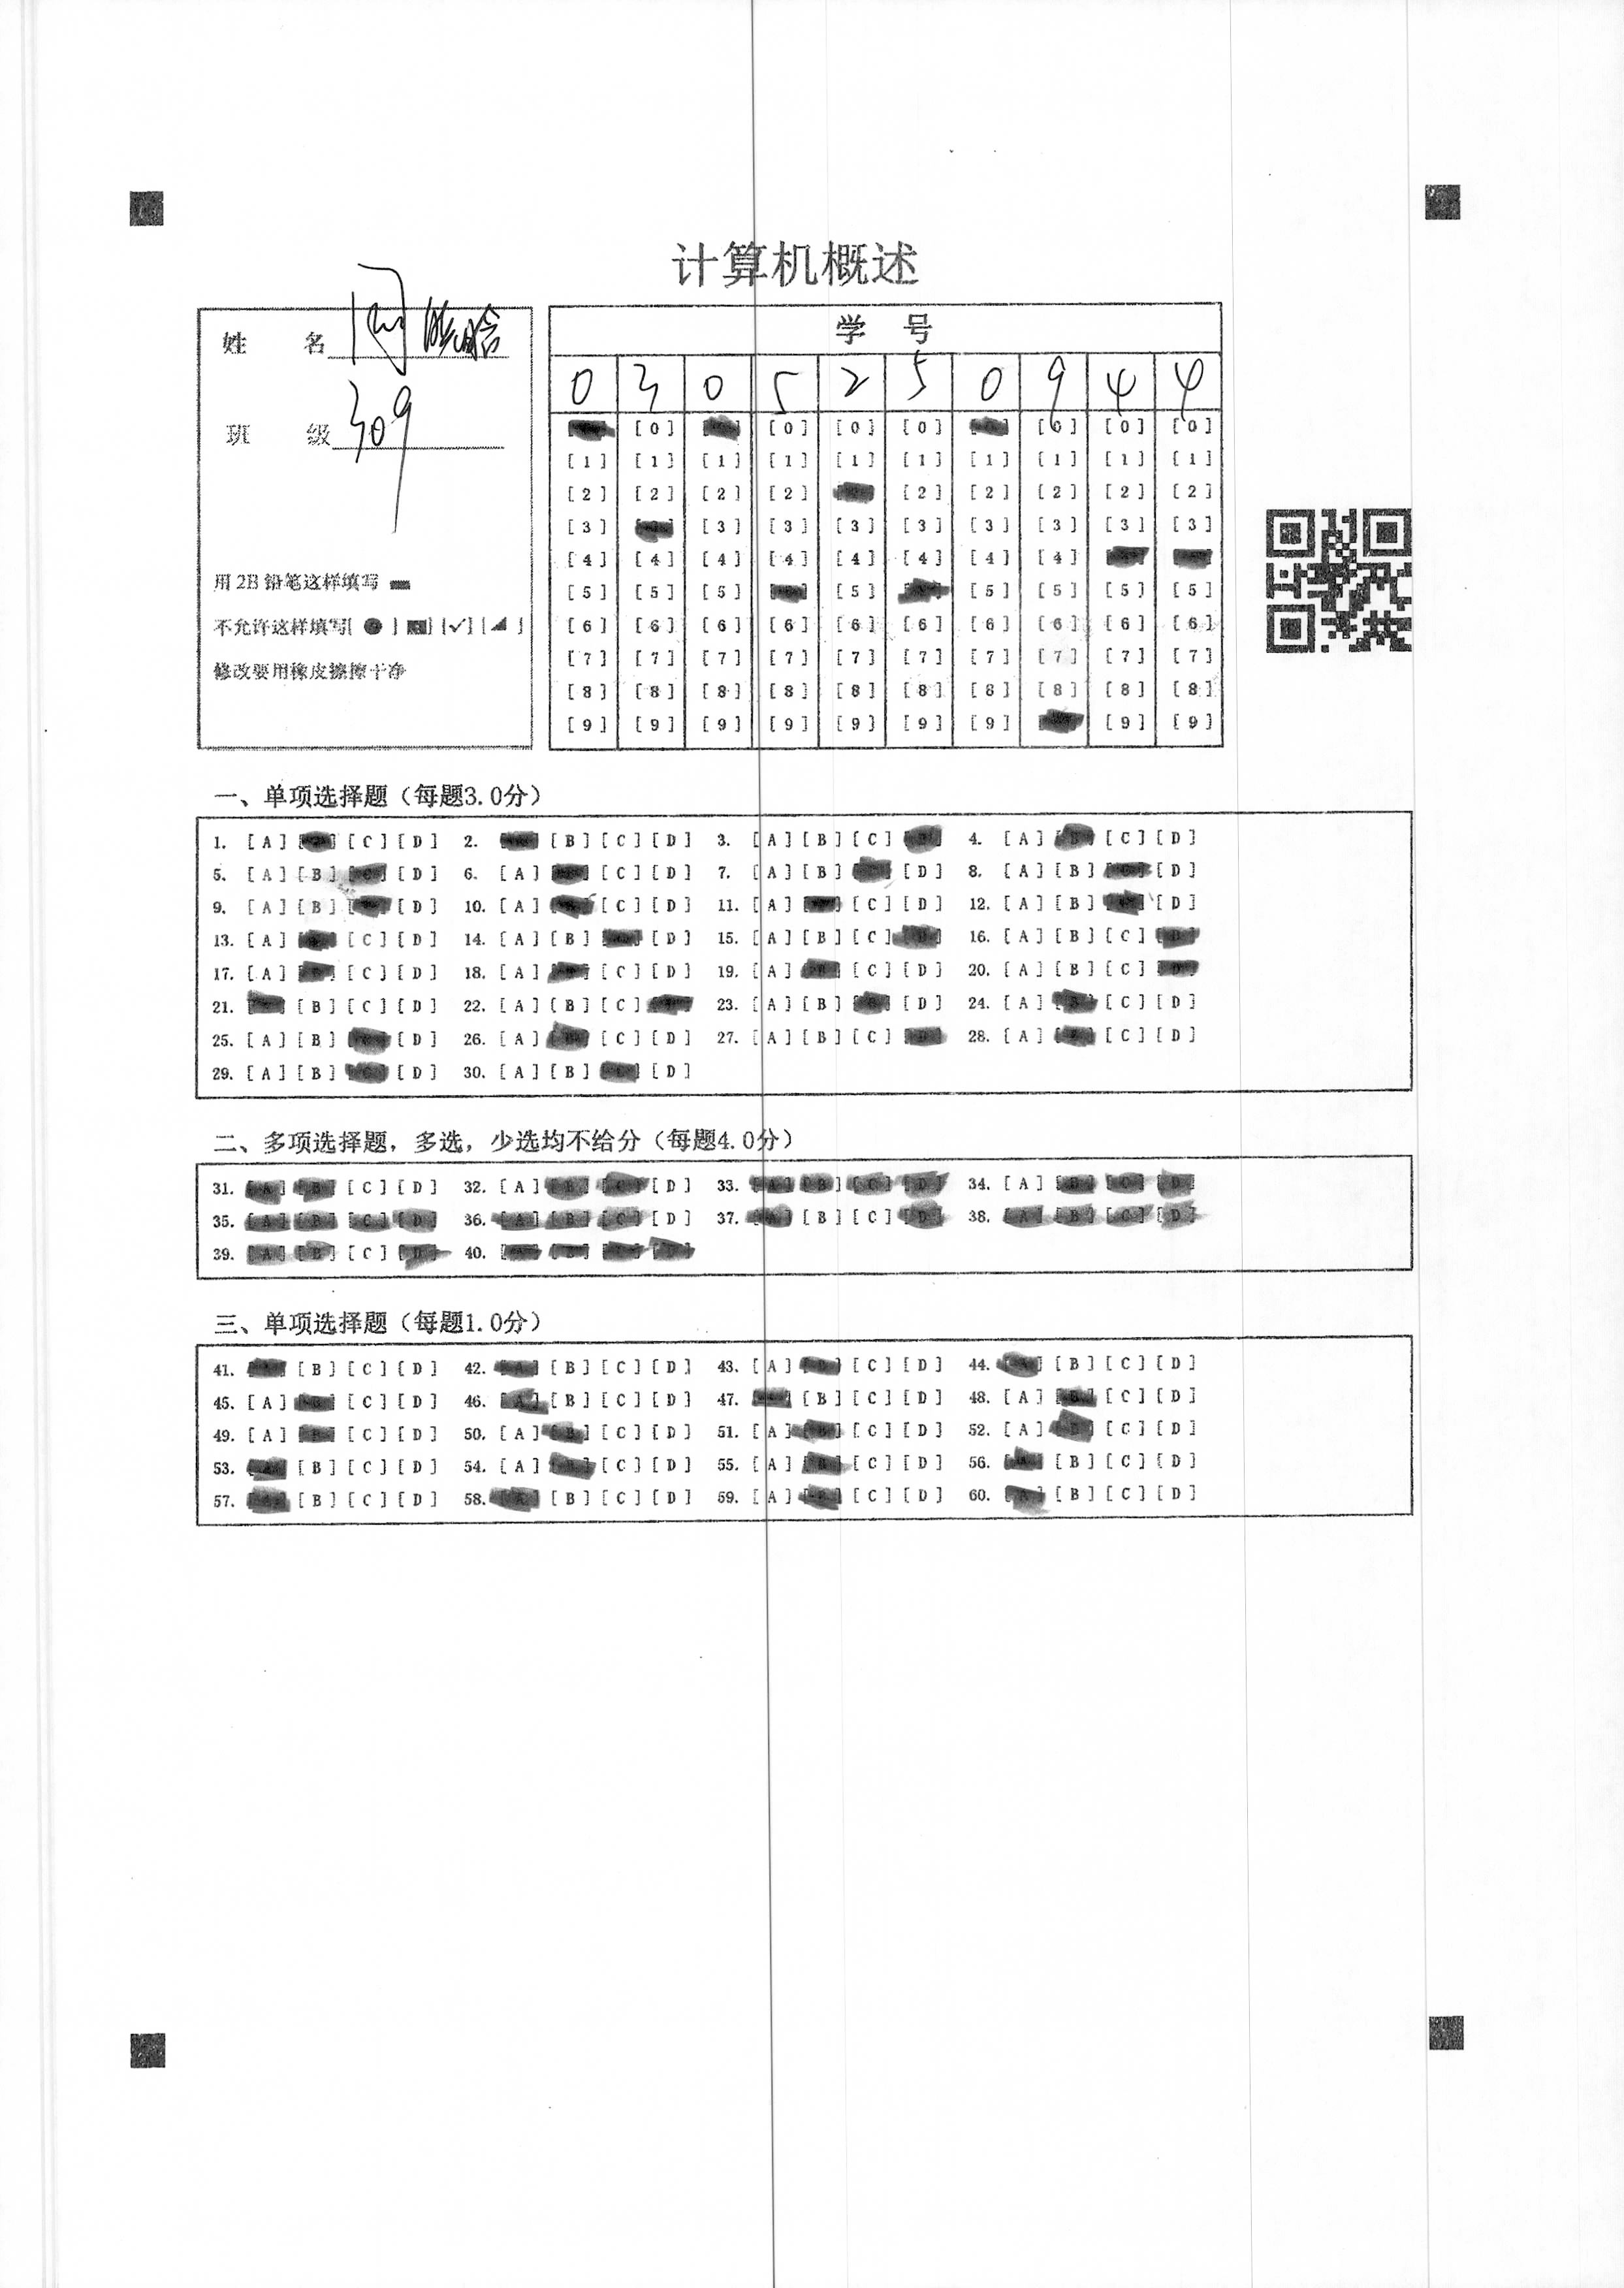 计算机概述
姓 名
班 级 309
用 2B 铅笔这样填写
不允许这样填写[ ● ] [ ] [✓] [ ]
修改要用橡皮擦擦干净
学 号
0 3 0 5 2 5 0 9 4 4
[0] [0] [0] [0] [0] [0]
[1] [1] [1] [1] [1] [1] [1] [1] [1] [1]
[2] [2] [2] [2] [2] [2] [2] [2] [2]
[3] [3] [3] [3] [3] [3] [3] [3] [3]
[4] [4] [4] [4] [4] [4] [4] [4]
[5] [5] [5] [5] [5] [5] [5] [5]
[6] [6] [6] [6] [6] [6] [6] [6] [6] [6]
[7] [7] [7] [7] [7] [7] [7] [7] [7] [7]
[8] [8] [8] [8] [8] [8] [8] [8] [8] [8]
[9] [9] [9] [9] [9] [9] [9] [9] [9]
一、单项选择题（每题3.0分）
1. [A] [C] [D] 2. [B] [C] [D] 3. [A] [B] [C] 4. [A] [C] [D]
5. [A] [B] [D] 6. [A] [C] [D] 7. [A] [B] [D] 8. [A] [B] [D]
9. [A] [B] [D] 10. [A] [C] [D] 11. [A] [C] [D] 12. [A] [B] [D]
13. [A] [C] [D] 14. [A] [B] [D] 15. [A] [B] [C] 16. [A] [B] [C]
17. [A] [C] [D] 18. [A] [C] [D] 19. [A] [C] [D] 20. [A] [B] [C]
21. [B] [C] [D] 22. [A] [B] [C] 23. [A] [B] [D] 24. [A] [C] [D]
25. [A] [B] [D] 26. [A] [C] [D] 27. [A] [B] [C] 28. [A] [C] [D]
29. [A] [B] [D] 30. [A] [B] [D]
二、多项选择题，多选，少选均不给分（每题4.0分）
31. [A] [B] [C] [D] 32. [A] [B] [C] [D] 33. [A] [B] [C] [D] 34. [A] [B] [C] [D]
35. [A] [B] [C] [D] 36. [A] [B] [C] [D] 37. [A] [B] [C] [D] 38. [A] [B] [C] [D]
39. [A] [B] [C] [D] 40. [A] [B] [C] [D]
三、单项选择题（每题1.0分）
41. [B] [C] [D] 42. [B] [C] [D] 43. [A] [C] [D] 44. [B] [C] [D]
45. [A] [C] [D] 46. [B] [C] [D] 47. [B] [C] [D] 48. [A] [C] [D]
49. [A] [C] [D] 50. [A] [C] [D] 51. [A] [C] [D] 52. [A] [C] [D]
53. [B] [C] [D] 54. [A] [C] [D] 55. [A] [C] [D] 56. [B] [C] [D]
57. [B] [C] [D] 58. [B] [C] [D] 59. [A] [C] [D] 60. [B] [C] [D]